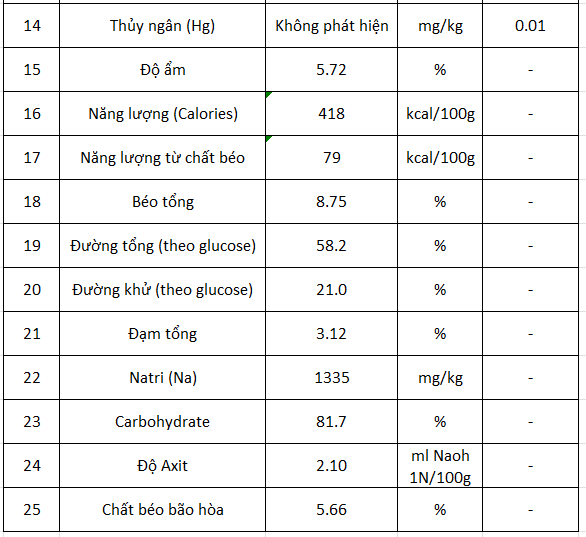 14 Thủy ngân (Hg) Không phát hiện mg/kg 0.01
15 Độ ẩm 5.72 % -
16 Năng lượng (Calories) 418 kcal/100g -
17 Năng lượng từ chất béo 79 kcal/100g -
18 Béo tổng 8.75 % -
19 Đường tổng (theo glucose) 58.2 % -
20 Đường khử (theo glucose) 21.0 % -
21 Đạm tổng 3.12 % -
22 Natri (Na) 1335 mg/kg -
23 Carbohydrate 81.7 % -
24 Độ Axit 2.10 ml Naoh 1N/100g -
25 Chất béo bão hòa 5.66 % -